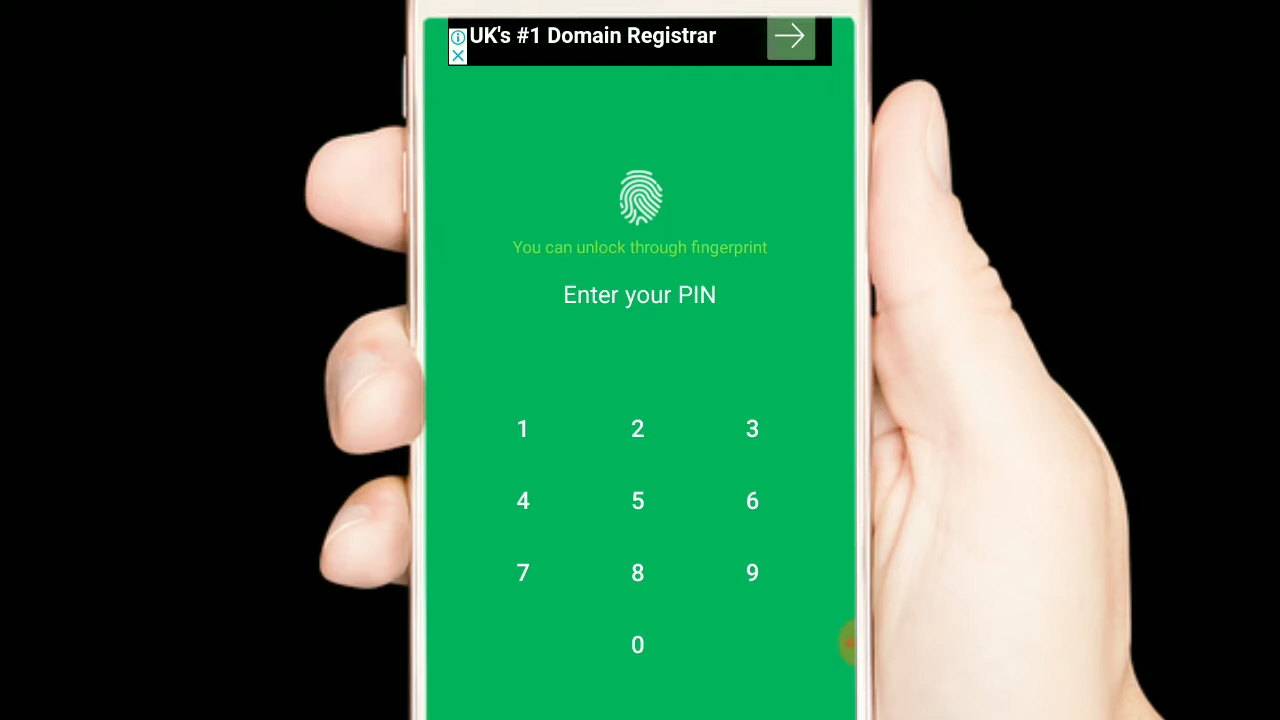 UK's #1 Domain Registrar
You can unlock through fingerprint
Enter your PIN
1 2 3
4 5 6
7 8 9
0